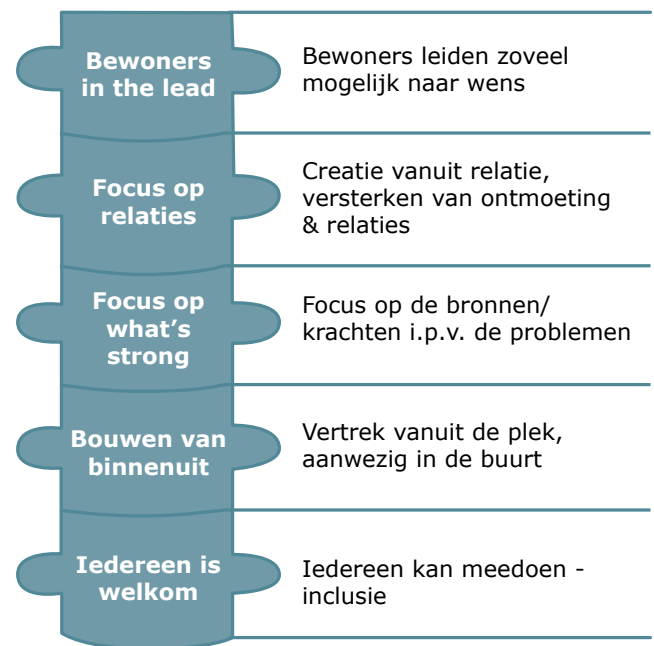 Bewoners
in the lead
Bewoners leiden zoveel
mogelijk naar wens
Focus op
relaties
Creatie vanuit relatie,
versterken van ontmoeting
& relaties
Focus op
what's
strong
Focus op de bronnen/
krachten i.p.v. de problemen
Bouwen van
binnenuit
Vertrek vanuit de plek,
aanwezig in de buurt
Iedereen is
welkom
Iedereen kan meedoen -
inclusie